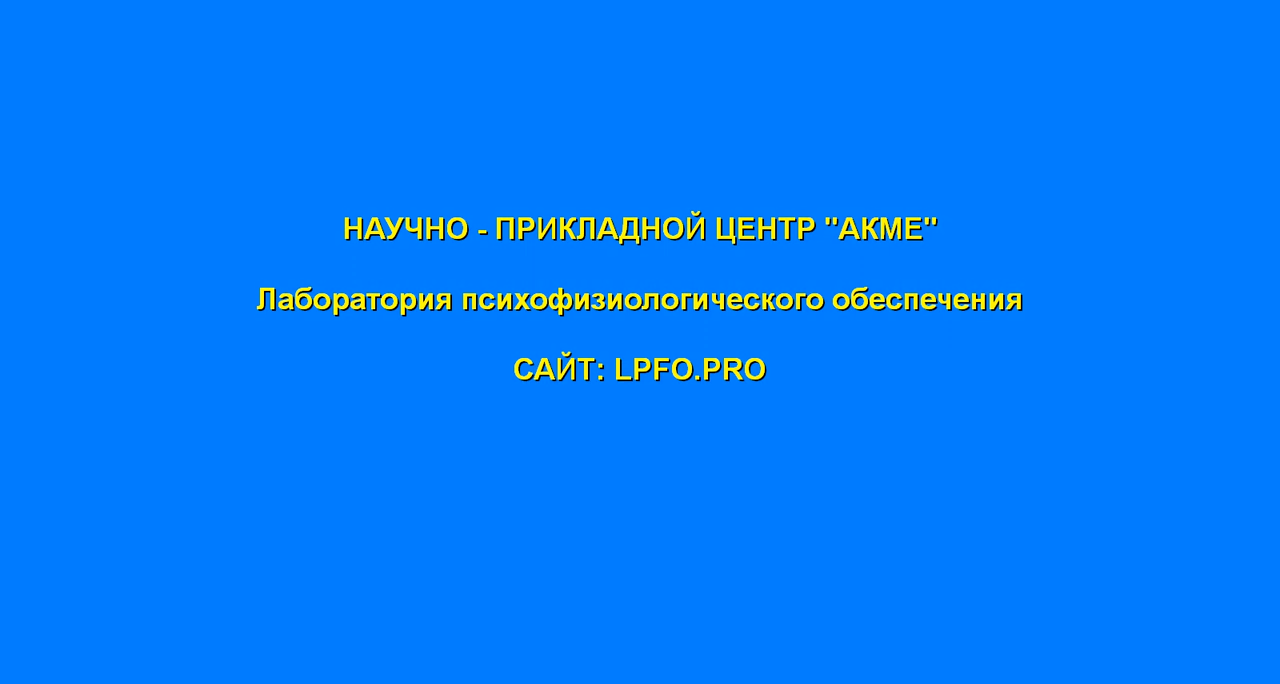 НАУЧНО - ПРИКЛАДНОЙ ЦЕНТР "АКМЕ"
Лаборатория психофизиологического обеспечения
САЙТ: LPFO.PRO